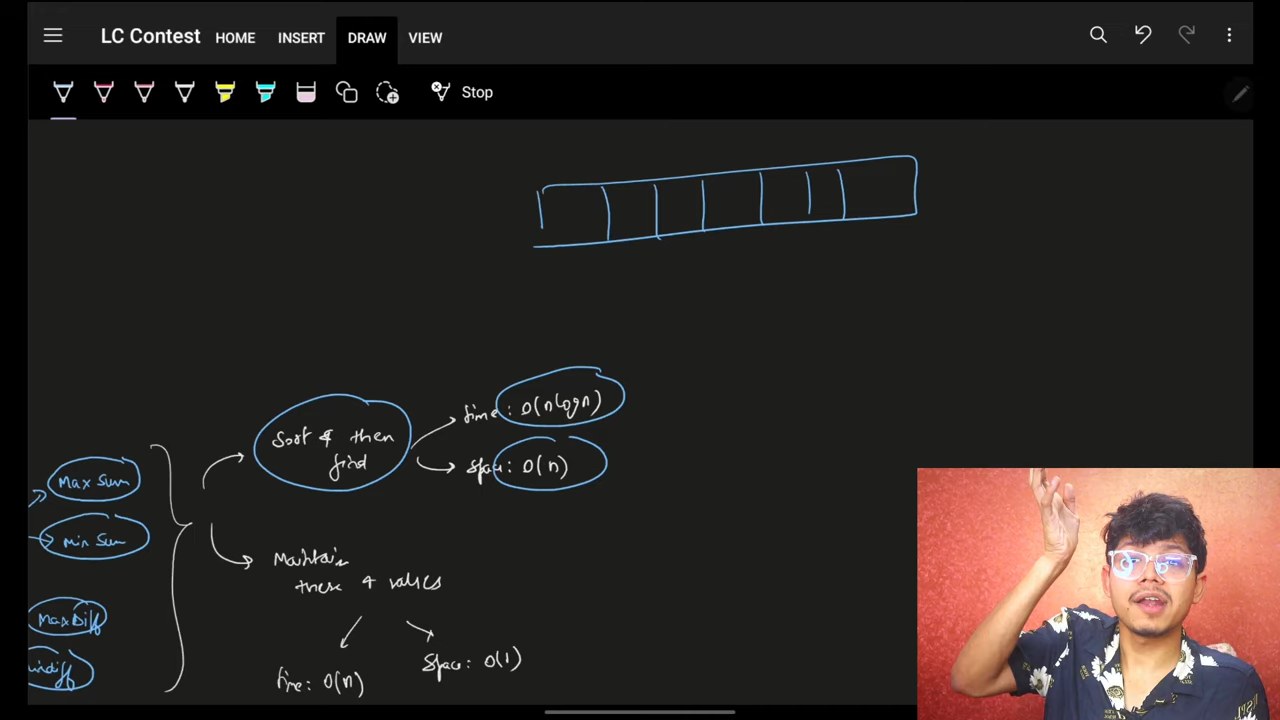 LC Contest HOME INSERT DRAW VIEW
Stop
Sort & then
find
time: O(nlogn)
space: O(n)
Max Sum
Min Sum
MaxDiff
indiff
Maintain
these 4 values
time: O(n)
Space: O(1)